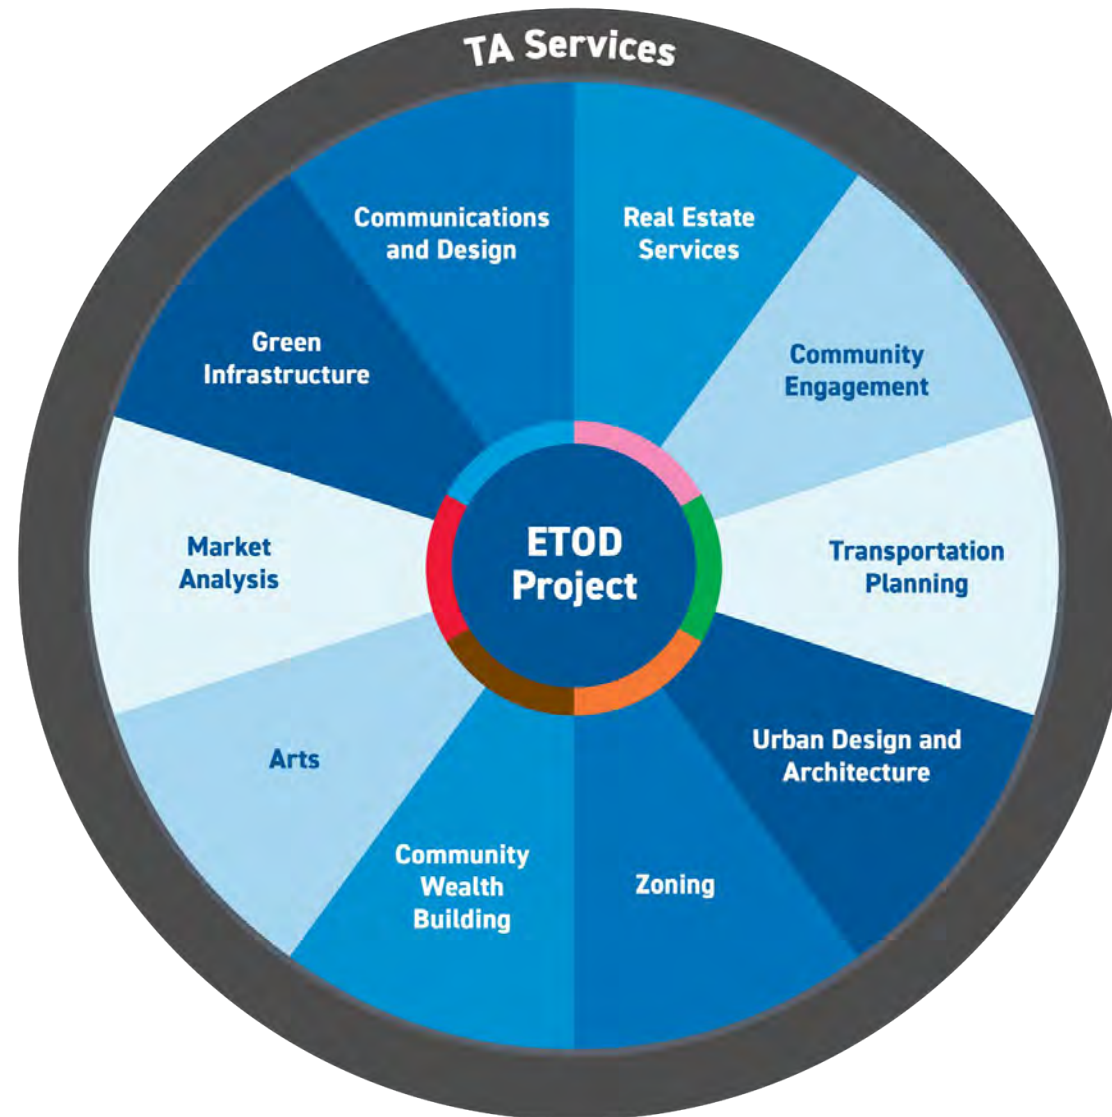 TA Services
Communications
and Design
Real Estate
Services
Green
Infrastructure
Community
Engagement
Market
Analysis
ETOD
Project
Transportation
Planning
Arts
Urban Design and
Architecture
Community
Wealth
Building
Zoning